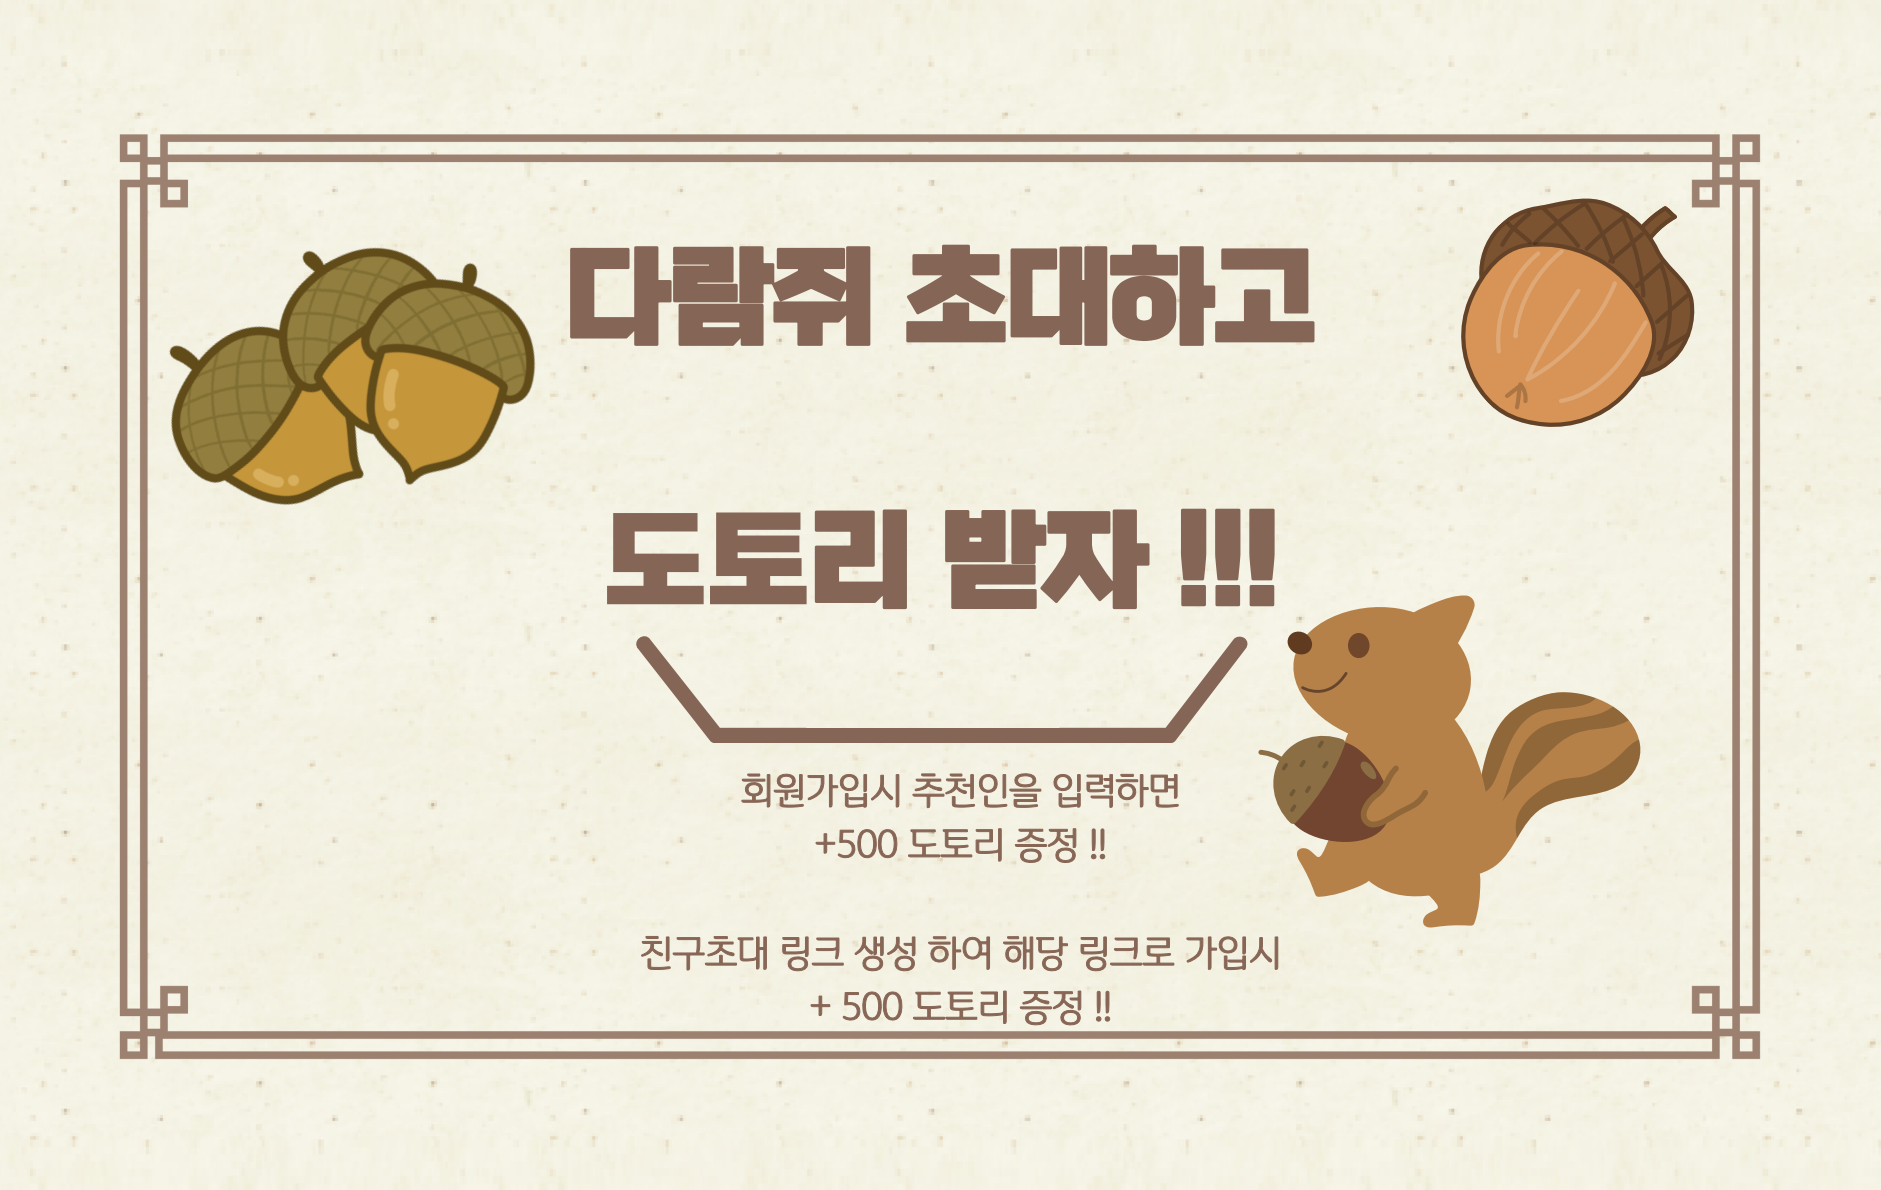 다람쥐 초대하고
도토리 받자 !!!
회원가입시 추천인을 입력하면
+500 도토리 증정 !!
친구초대 링크 생성 하여 해당 링크로 가입시
+ 500 도토리 증정 !!